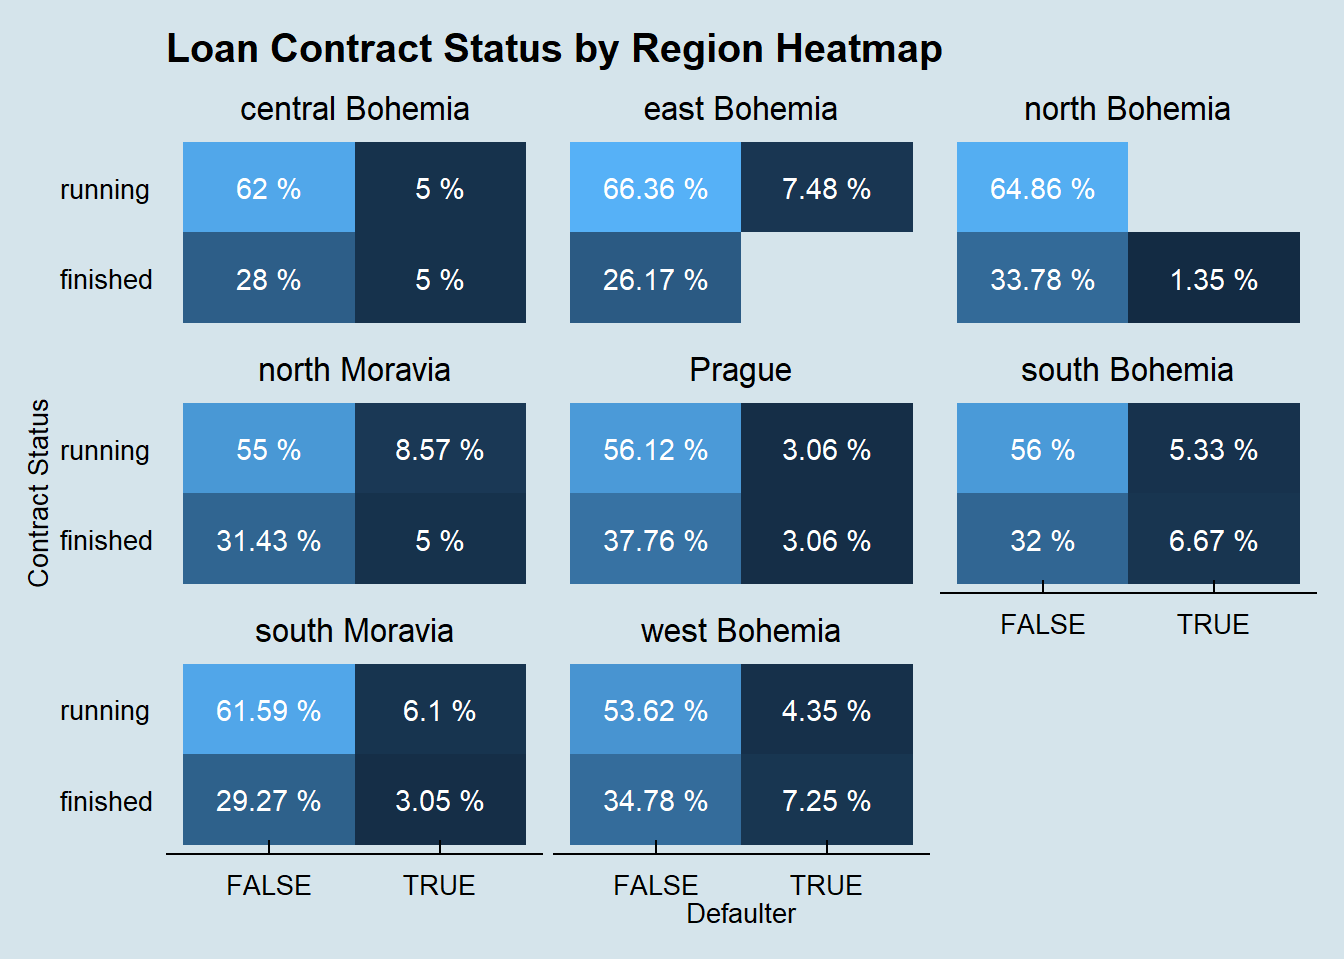 Loan Contract Status by Region Heatmap
central Bohemia east Bohemia north Bohemia
running 62 % 5 % 66.36 % 7.48 % 64.86 %
finished 28 % 5 % 26.17 % 33.78 % 1.35 %
north Moravia Prague south Bohemia
Contract Status
running 55 % 8.57 % 56.12 % 3.06 % 56 % 5.33 %
finished 31.43 % 5 % 37.76 % 3.06 % 32 % 6.67 %
FALSE TRUE
south Moravia west Bohemia
running 61.59 % 6.1 % 53.62 % 4.35 %
finished 29.27 % 3.05 % 34.78 % 7.25 %
FALSE TRUE FALSE TRUE
Defaulter